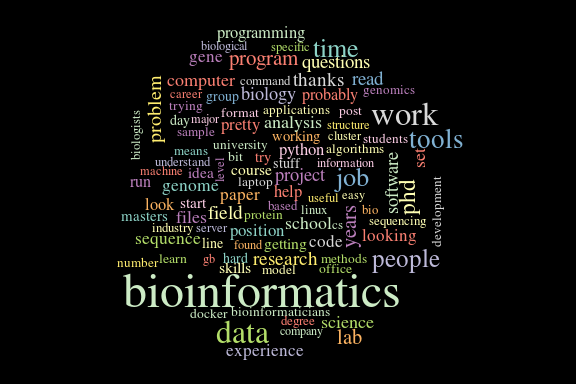 programming
biological specific time
gene program questions
computer command thanks read
career group biology probably genomics
problem
trying format applications post
day major pretty analysis structure work
sample working cluster students tools
biologists
university python algorithms
means bit try stuff information set
understand level course
machine idea project job software phd
run genome laptop help useful easy development
look start paper based linux bio
masters files field protein school cs years sequencing
industry server position code looking
sequence line found getting
number learn gb hard research methods people
skills model office
bioinformatics
docker bioinformaticians
data degree company science
lab
experience